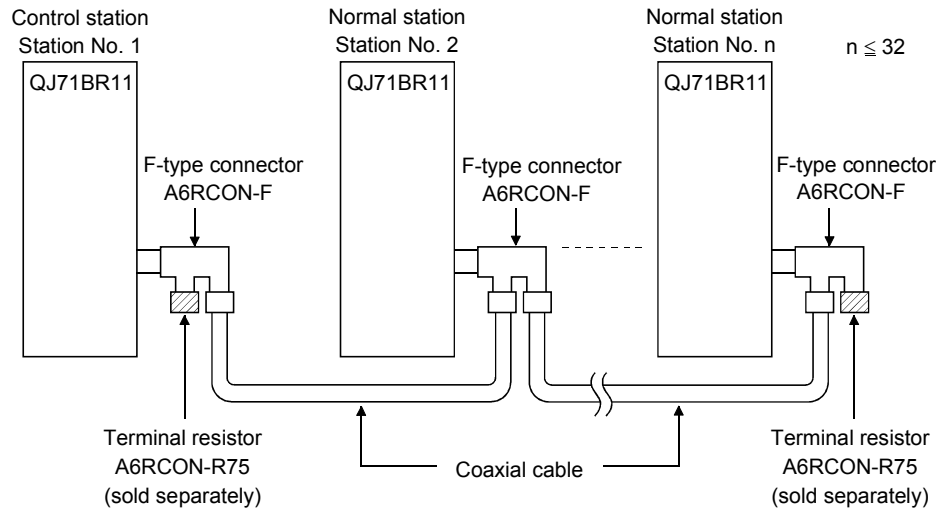 Control station
Station No. 1
Normal station
Station No. 2
Normal station
Station No. n
n ≦ 32
QJ71BR11
QJ71BR11
QJ71BR11
F-type connector
A6RCON-F
F-type connector
A6RCON-F
F-type connector
A6RCON-F
Terminal resistor
A6RCON-R75
(sold separately)
Coaxial cable
Terminal resistor
A6RCON-R75
(sold separately)